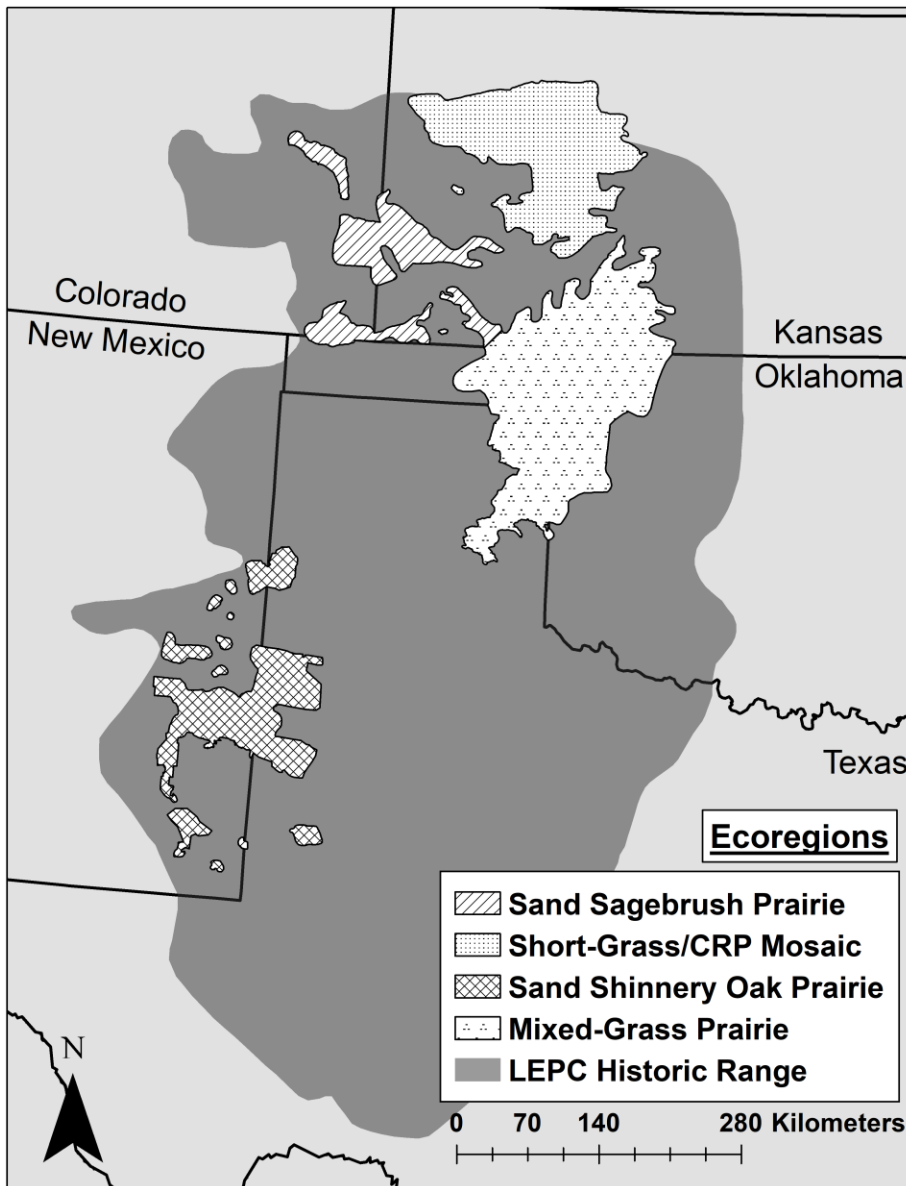 Colorado
New Mexico
Kansas
Oklahoma
Texas
Ecoregions
Sand Sagebrush Prairie
Short-Grass/CRP Mosaic
Sand Shinnery Oak Prairie
Mixed-Grass Prairie
LEPC Historic Range
N
0 70 140 280 Kilometers